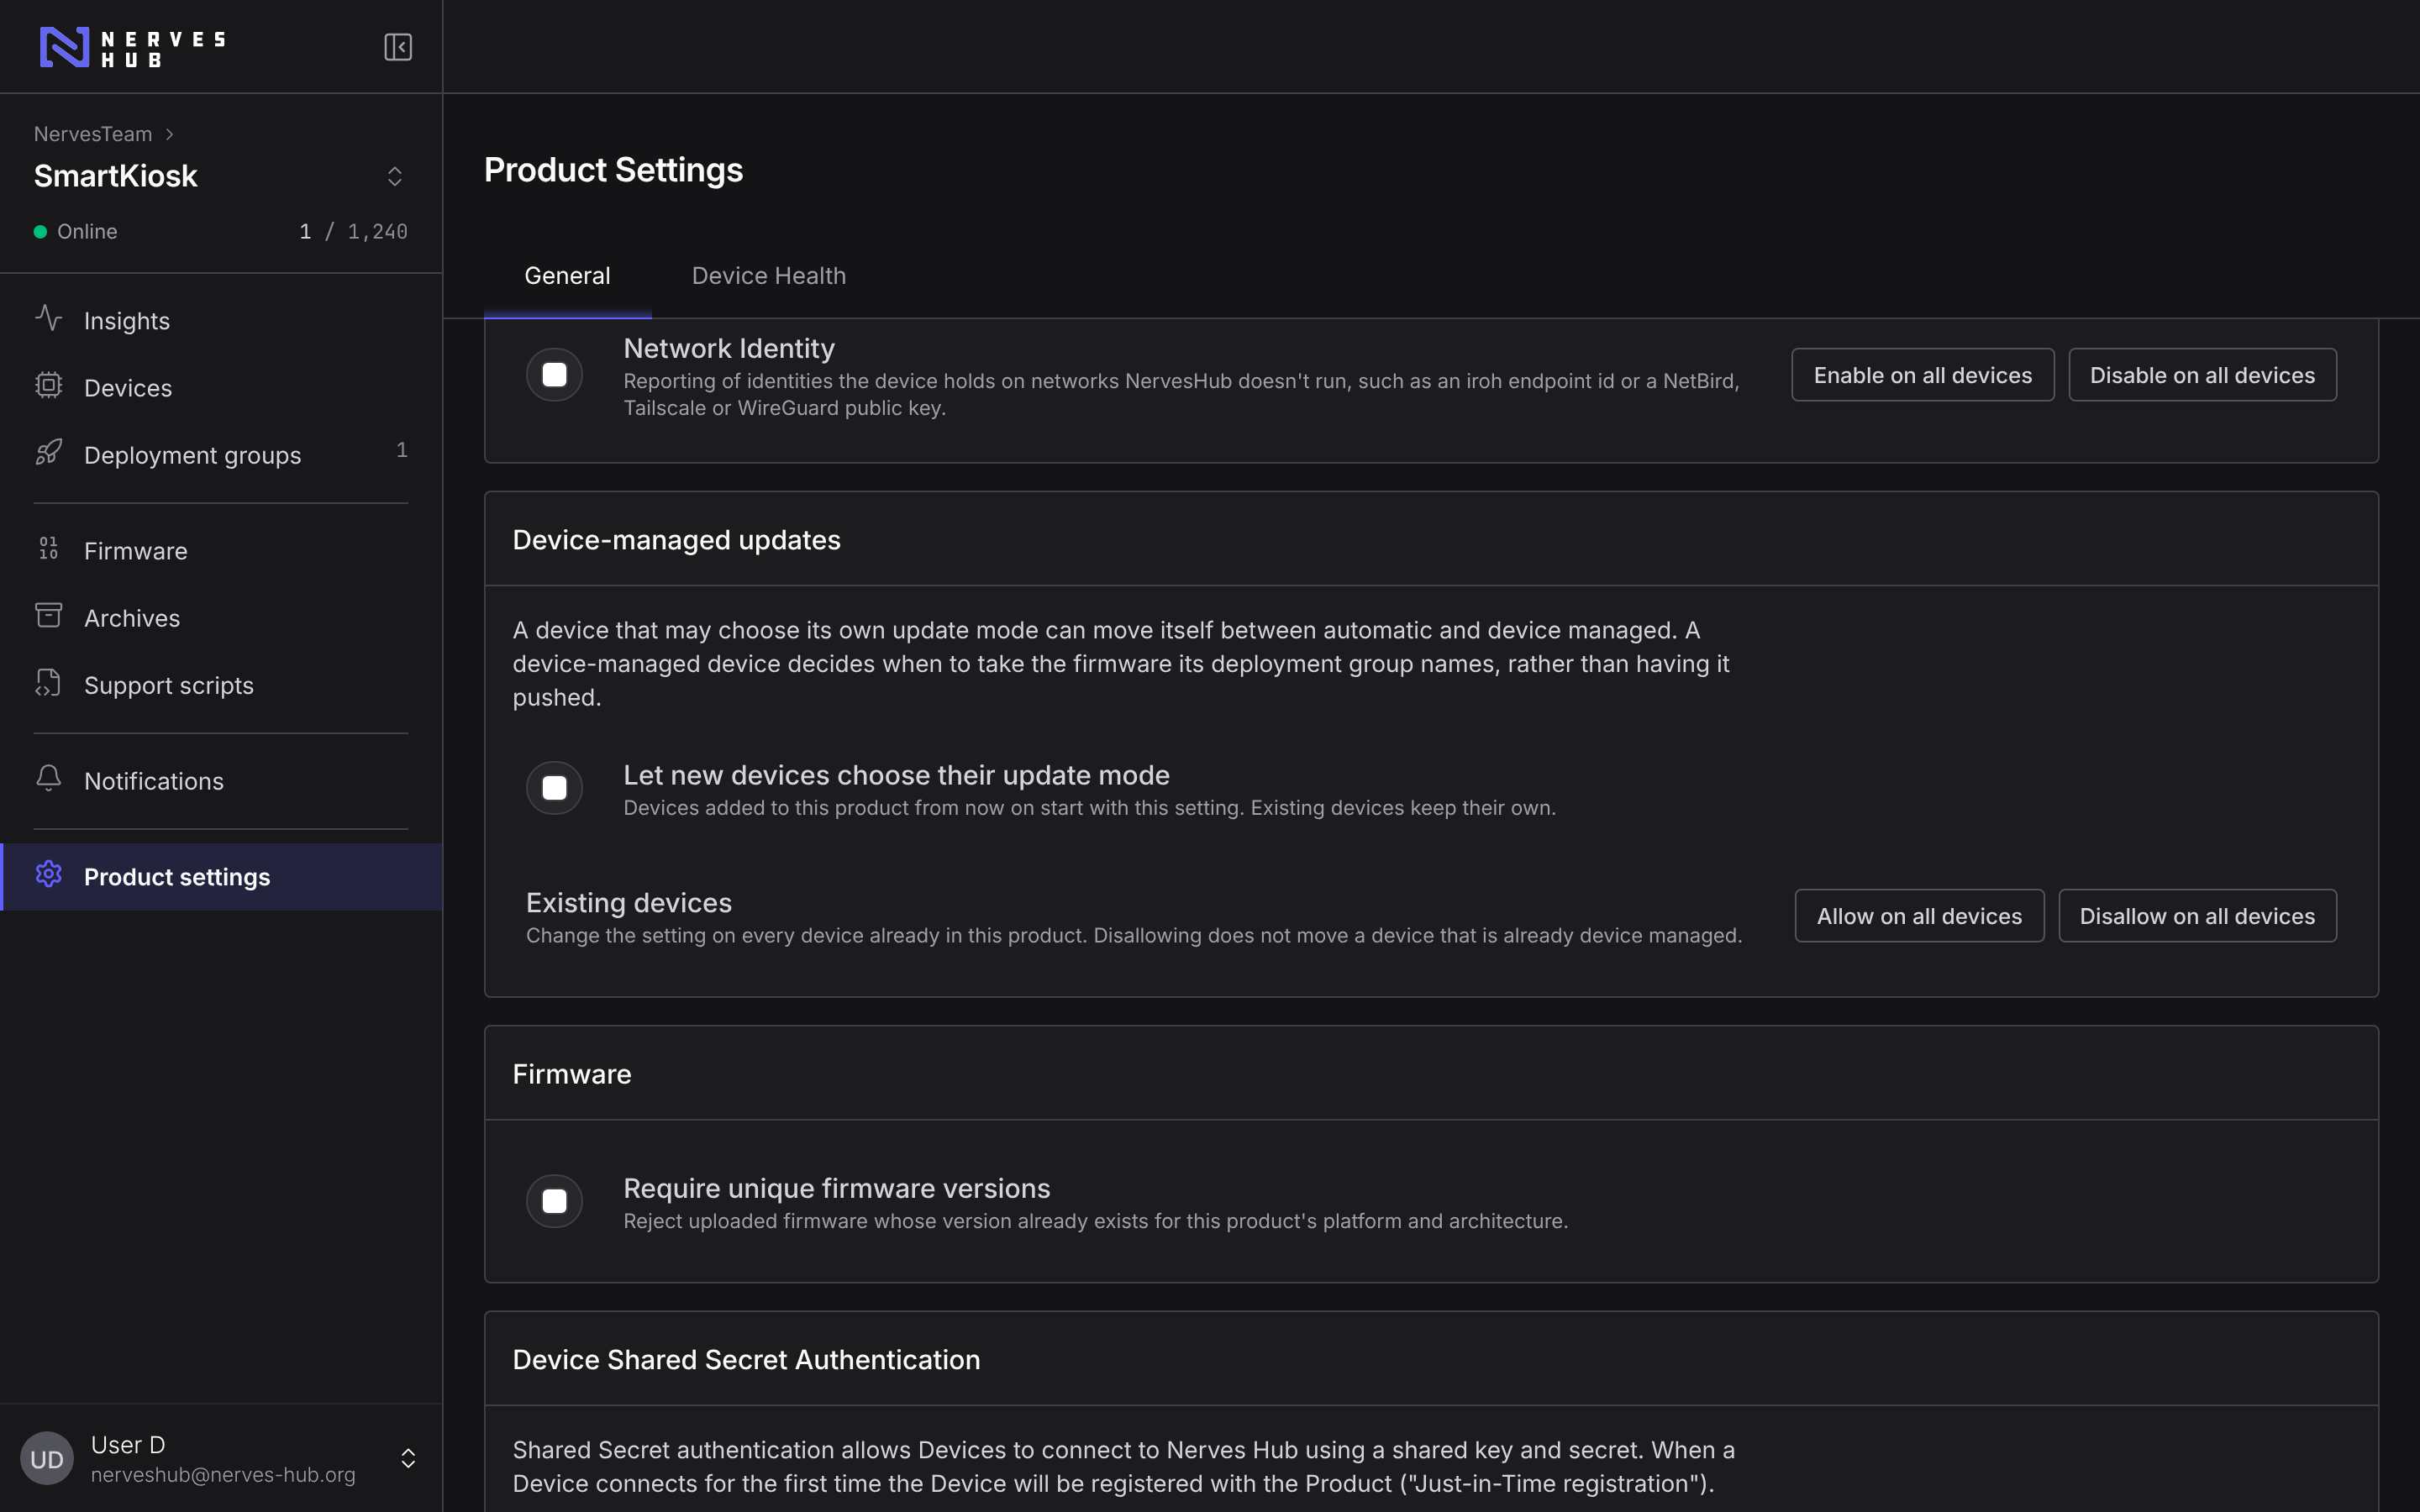 NERVES
HUB
NervesTeam
SmartKiosk
Online
1 / 1,240
Insights
Devices
Deployment groups
1
Firmware
Archives
Support scripts
Notifications
Product settings
UD
User D
nerveshub@nerves-hub.org
Product Settings
General
Device Health
Network Identity
Reporting of identities the device holds on networks NervesHub doesn't run, such as an iroh endpoint id or a NetBird,
Tailscale or WireGuard public key.
Enable on all devices
Disable on all devices
Device-managed updates
A device that may choose its own update mode can move itself between automatic and device managed. A
device-managed device decides when to take the firmware its deployment group names, rather than having it
pushed.
Let new devices choose their update mode
Devices added to this product from now on start with this setting. Existing devices keep their own.
Existing devices
Change the setting on every device already in this product. Disallowing does not move a device that is already device managed.
Allow on all devices
Disallow on all devices
Firmware
Require unique firmware versions
Reject uploaded firmware whose version already exists for this product's platform and architecture.
Device Shared Secret Authentication
Shared Secret authentication allows Devices to connect to Nerves Hub using a shared key and secret. When a
Device connects for the first time the Device will be registered with the Product ("Just-in-Time registration").